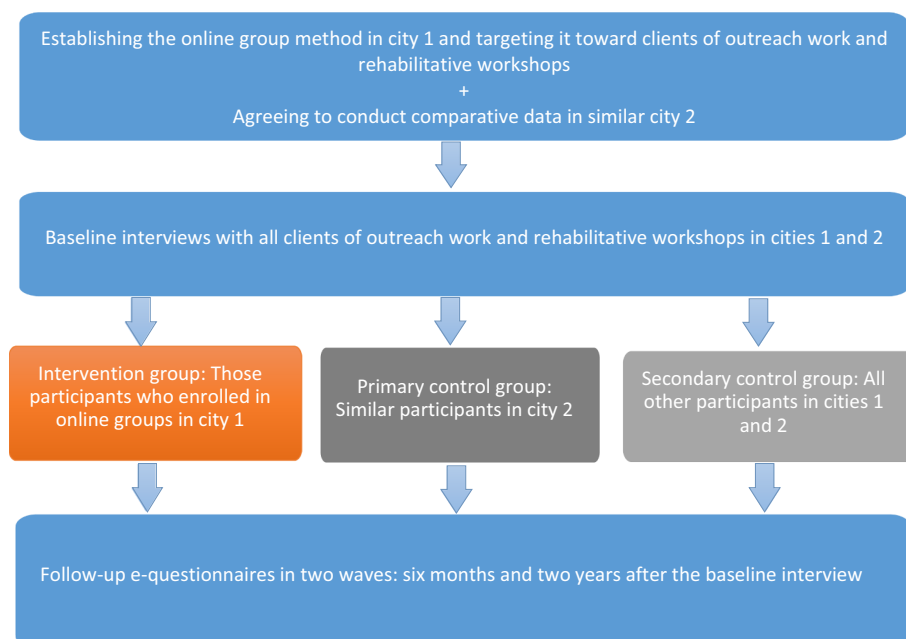 Establishing the online group method in city 1 and targeting it toward clients of outreach work and
rehabilitative workshops
+
Agreeing to conduct comparative data in similar city 2
Baseline interviews with all clients of outreach work and rehabilitative workshops in cities 1 and 2
Intervention group: Those
participants who enrolled in
online groups in city 1
Primary control group:
Similar participants in city 2
Secondary control group: All
other participants in cities 1
and 2
Follow-up e-questionnaires in two waves: six months and two years after the baseline interview